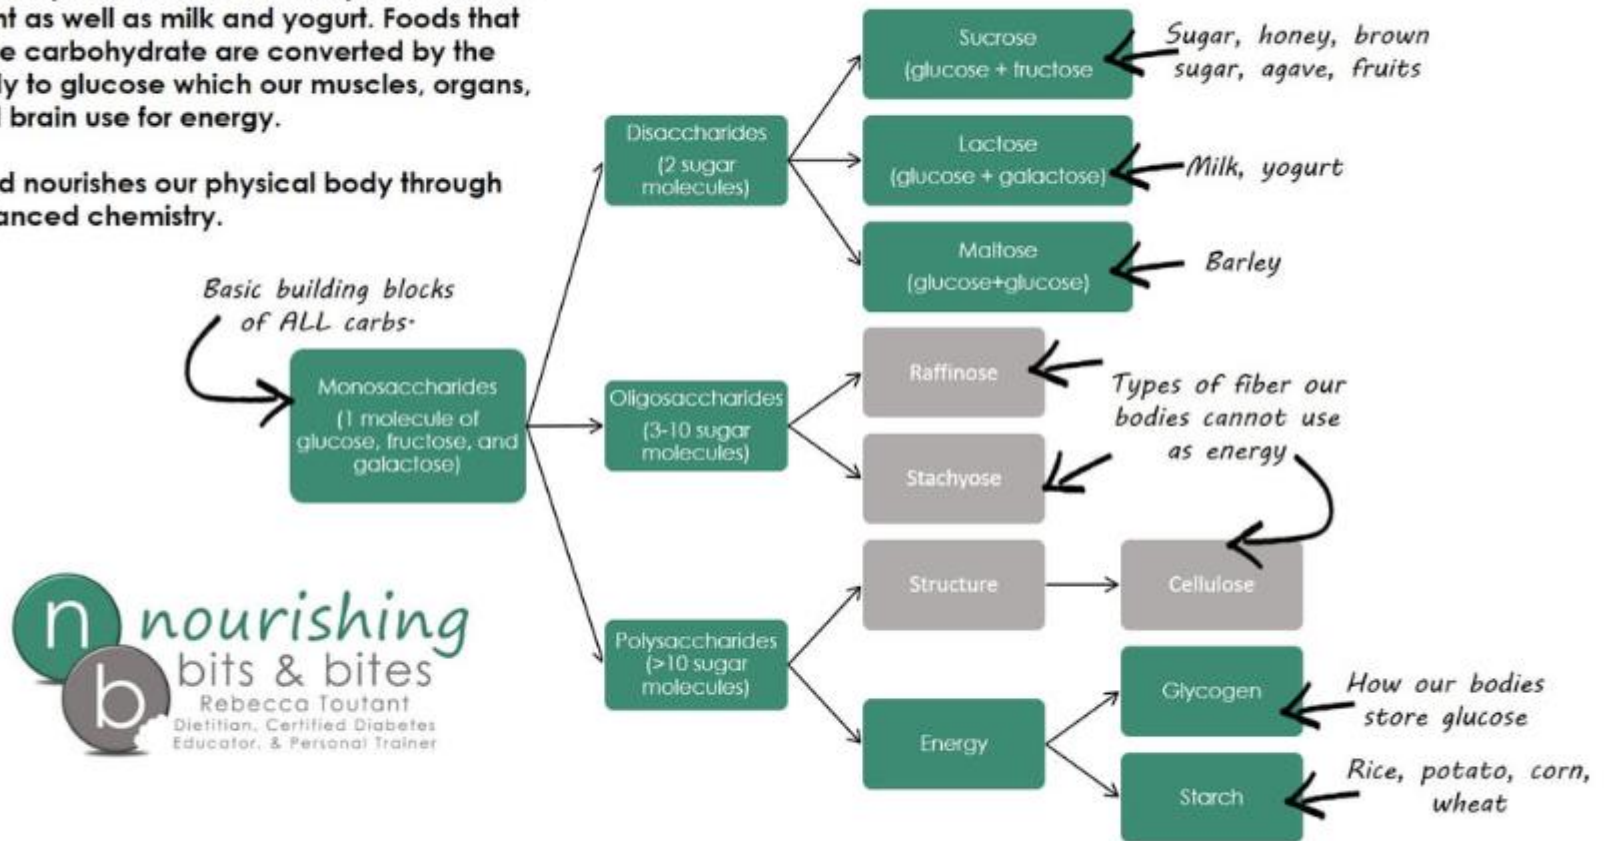 nt as well as milk and yogurt. Foods that
e carbohydrate are converted by the
ly to glucose which our muscles, organs,
l brain use for energy.
d nourishes our physical body through
anced chemistry.
Basic building blocks
of ALL carbs.
Monosaccharides
(1 molecule of
glucose, fructose, and
galactose)
Disaccharides
(2 sugar
molecules)
Oligosaccharides
(3-10 sugar
molecules)
Polysaccharides
(>10 sugar
molecules)
Sucrose
(glucose + fructose
Sugar, honey, brown
sugar, agave, fruits
Lactose
(glucose + galactose)
Milk, yogurt
Maltose
(glucose+glucose)
Barley
Raffinose
Stachyose
Types of fiber our
bodies cannot use
as energy
Structure
Cellulose
Energy
Glycogen
How our bodies
store glucose
Starch
Rice, potato, corn,
wheat
n nourishing
b bits & bites
Rebecca Toutant
Dietitian, Certified Diabetes
Educator, & Personal Trainer